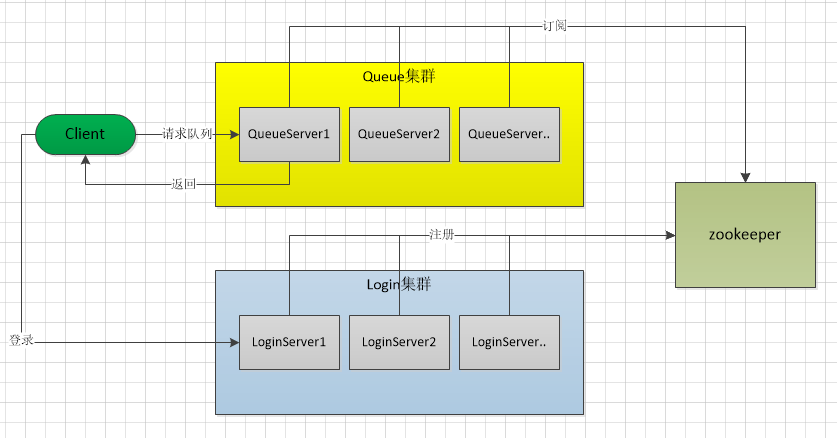 订阅
Queue集群
Client
请求队列
QueueServer1
QueueServer2
QueueServer..
返回
注册
zookeeper
Login集群
登录
LoginServer1
LoginServer2
LoginServer..